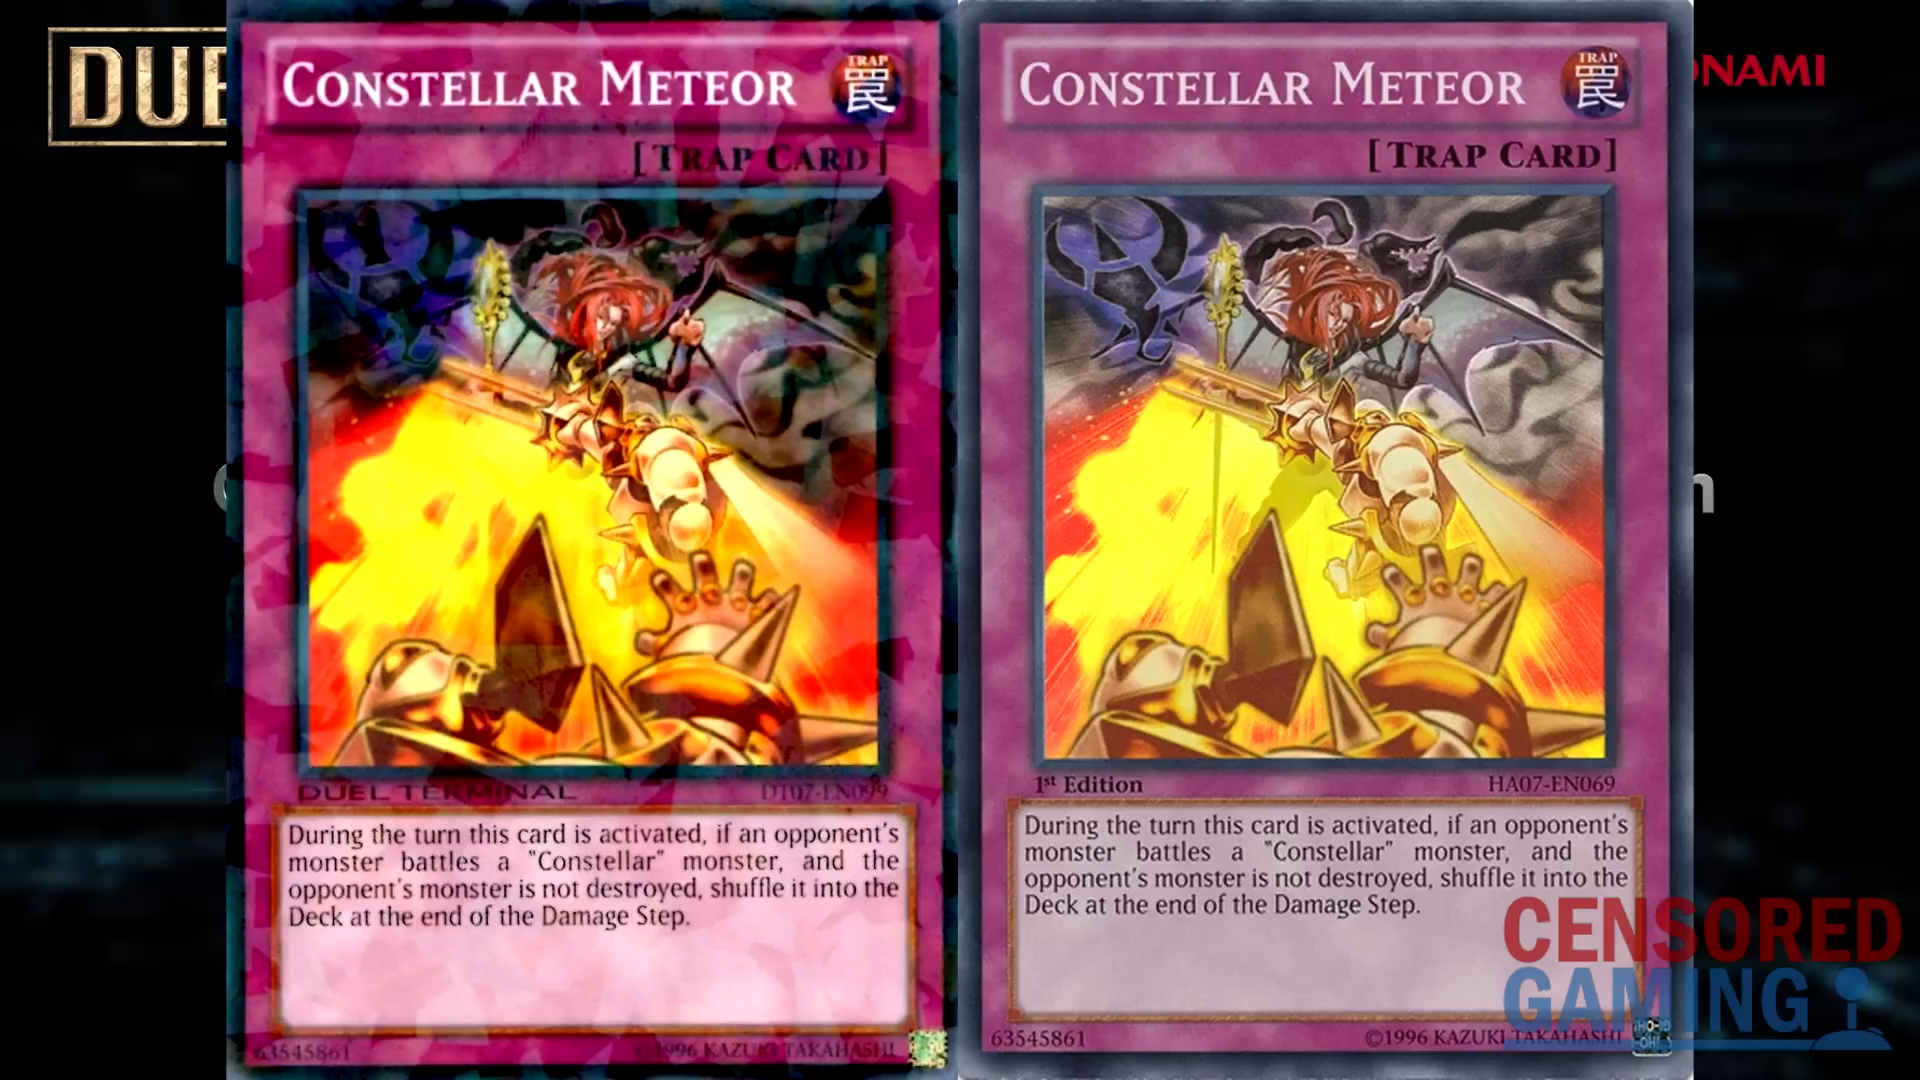 DUE
CONSTELLAR METEOR
TRAP
罠
[TRAP CARD]
DUEL TERMINAL
DT07-EN099
During the turn this card is activated, if an opponent's
monster battles a "Constellar" monster, and the
opponent's monster is not destroyed, shuffle it into the
Deck at the end of the Damage Step.
63545861
©1996 KAZUKI TAKAHASHI
CONSTELLAR METEOR
TRAP
罠
[TRAP CARD]
1st Edition
HA07-EN069
During the turn this card is activated, if an opponent's
monster battles a "Constellar" monster, and the
opponent's monster is not destroyed, shuffle it into the
Deck at the end of the Damage Step.
63545861
©1996 KAZUKI TAKAHASHI
NAMI
CENSORED
GAMING